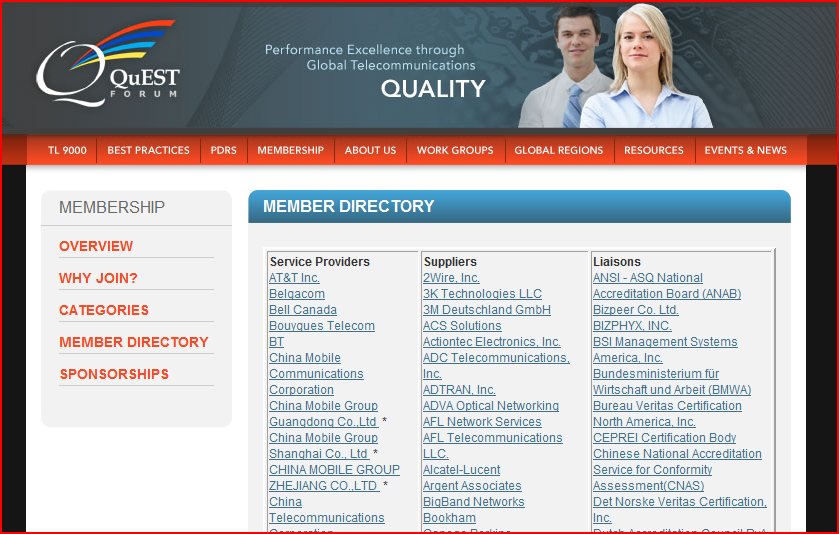 QuEST
FORUM
Performance Excellence through
Global Telecommunications
QUALITY
TL 9000
BEST PRACTICES
PDRS
MEMBERSHIP
ABOUT US
WORK GROUPS
GLOBAL REGIONS
RESOURCES
EVENTS & NEWS
MEMBERSHIP
OVERVIEW
WHY JOIN?
CATEGORIES
MEMBER DIRECTORY
SPONSORSHIPS
MEMBER DIRECTORY
Service Providers
AT&T Inc.
Belgacom
Bell Canada
Bouygues Telecom
BT
China Mobile
Communications
Corporation
China Mobile Group
Guangdong Co.,Ltd *
China Mobile Group
Shanghai Co., Ltd *
CHINA MOBILE GROUP
ZHEJIANG CO.,LTD *
China
Telecommunications
Corporation
Suppliers
2Wire, Inc.
3K Technologies LLC
3M Deutschland GmbH
ACS Solutions
Actiontec Electronics, Inc.
ADC Telecommunications,
Inc.
ADTRAN, Inc.
ADVA Optical Networking
AFL Network Services
AFL Telecommunications
LLC.
Alcatel-Lucent
Argent Associates
BigBand Networks
Bookham
Liaisons
ANSI - ASQ National
Accreditation Board (ANAB)
Bizpeer Co. Ltd.
BIZPHYX, INC.
BSI Management Systems
America, Inc.
Bundesministerium für
Wirtschaft und Arbeit (BMWA)
Bureau Veritas Certification
North America, Inc.
CEPREI Certification Body
Chinese National Accreditation
Service for Conformity
Assessment(CNAS)
Det Norske Veritas Certification,
Inc.